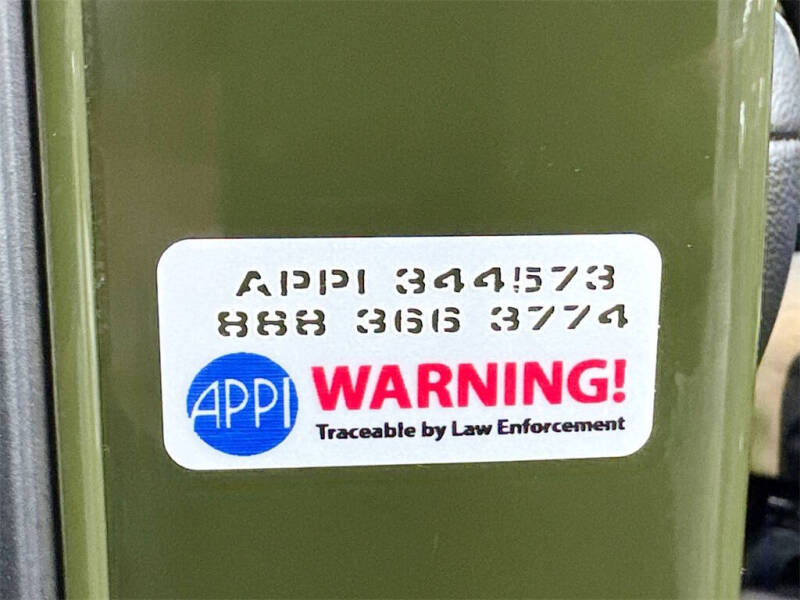 APPI 344573
888 366 3774
APPI
WARNING!
Traceable by Law Enforcement